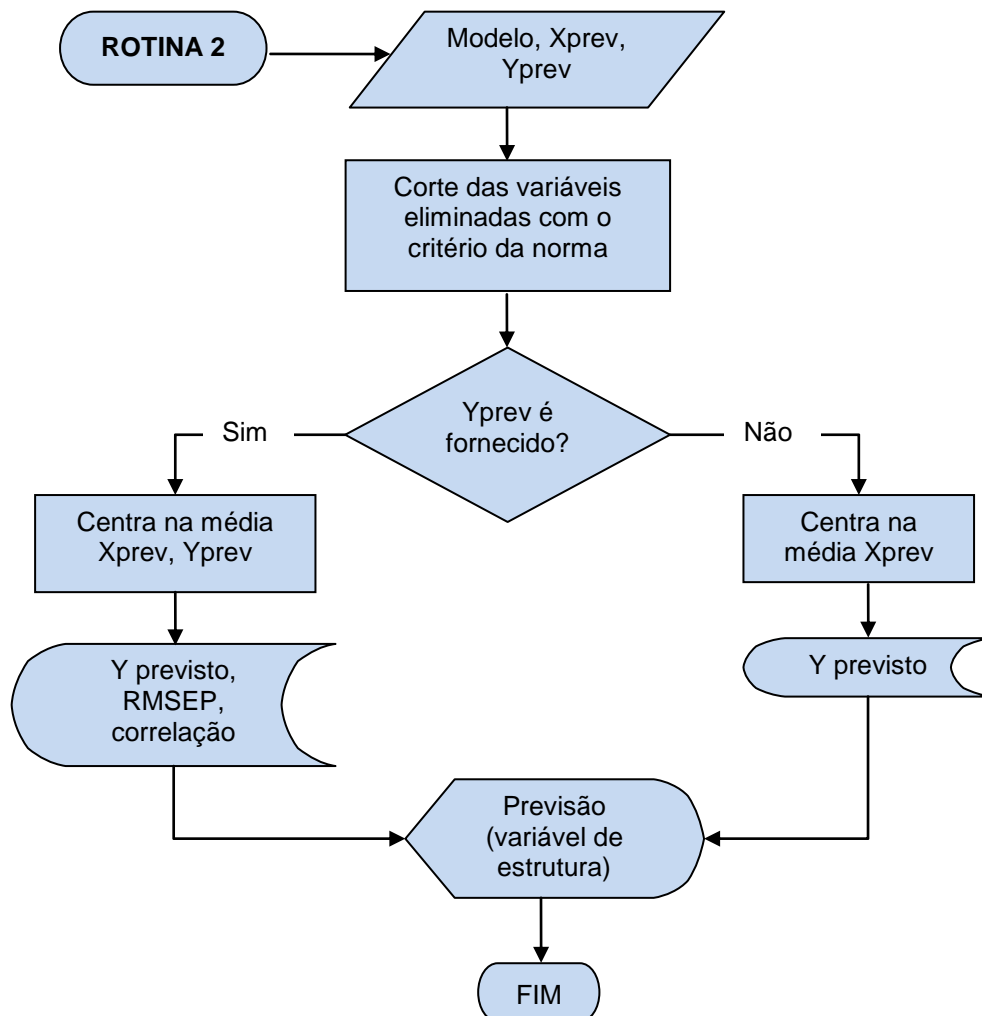 ROTINA 2
Modelo, Xprev,
Yprev
Corte das variáveis
eliminadas com o
critério da norma
Yprev é
fornecido?
Sim
Não
Centra na média
Xprev, Yprev
Centra na
média Xprev
Y previsto,
RMSEP,
correlação
Y previsto
Previsão
(variável de
estrutura)
FIM